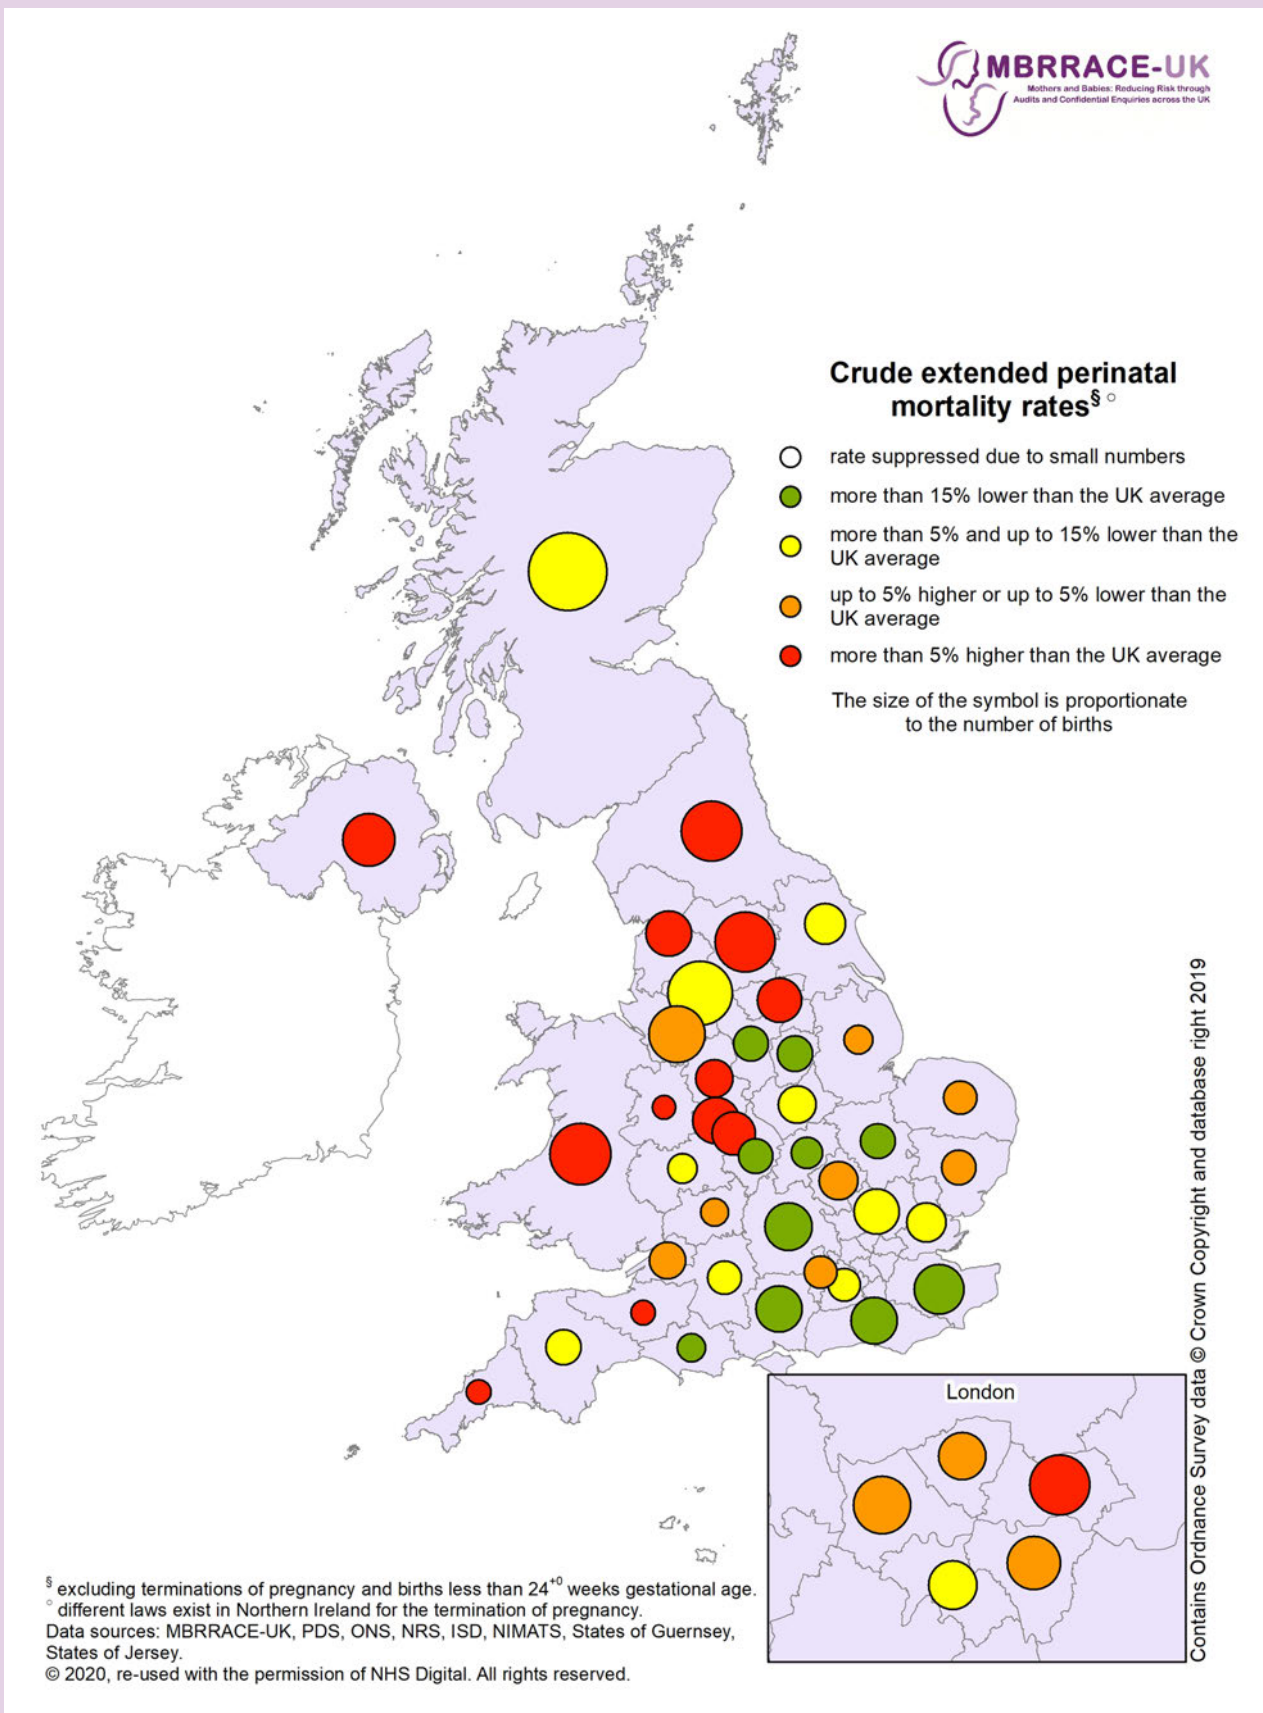 MBRRACE-UK
Mothers and Babies: Reducing Risk through
Audits and Confidential Enquiries across the UK
Crude extended perinatal
mortality rates§ ○
rate suppressed due to small numbers
more than 15% lower than the UK average
more than 5% and up to 15% lower than the
UK average
up to 5% higher or up to 5% lower than the
UK average
more than 5% higher than the UK average
The size of the symbol is proportionate
to the number of births
London
Contains Ordnance Survey data © Crown Copyright and database right 2019
§ excluding terminations of pregnancy and births less than 24+0 weeks gestational age.
○ different laws exist in Northern Ireland for the termination of pregnancy.
Data sources: MBRRACE-UK, PDS, ONS, NRS, ISD, NIMATS, States of Guernsey,
States of Jersey.
© 2020, re-used with the permission of NHS Digital. All rights reserved.